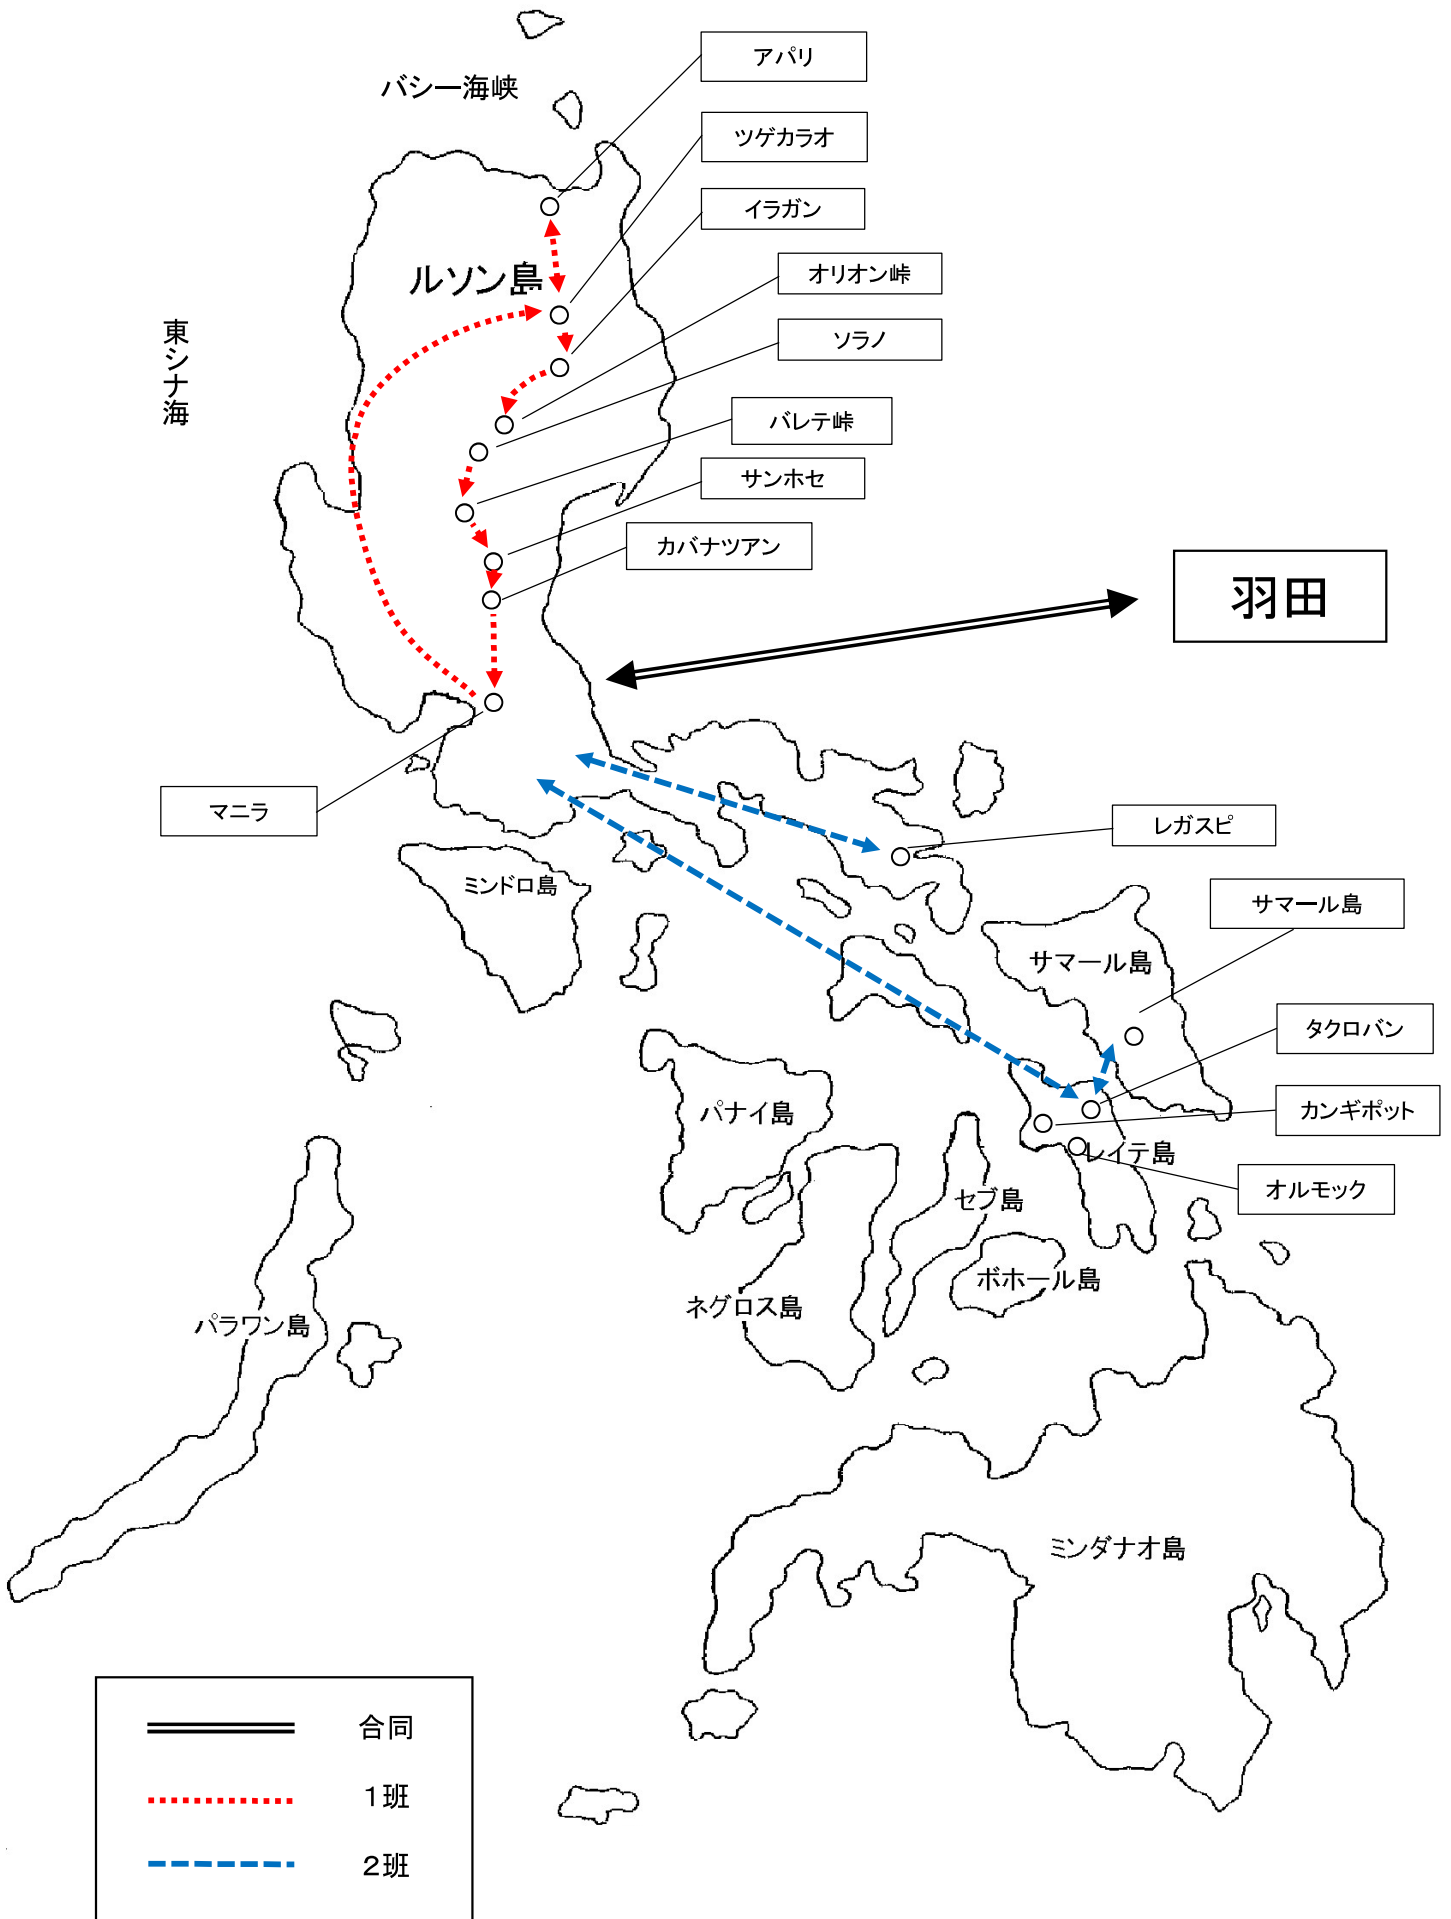 アパリ
バシー海峡
ツゲカラオ
イラガン
ルソン島
オリオン峠
東シナ海
ソラノ
バレテ峠
サンホセ
カバナツアン
羽田
マニラ
レガスピ
ミンドロ島
サマール島
サマール島
タクロバン
パナイ島
カンギポット
レイテ島
オルモック
セブ島
ボホール島
ネグロス島
パラワン島
ミンダナオ島
合同
1班
2班